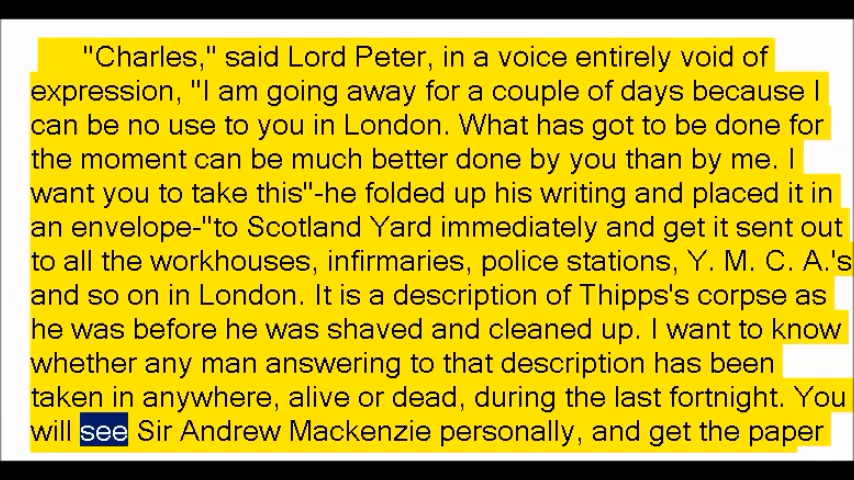 "Charles," said Lord Peter, in a voice entirely void of
expression, "I am going away for a couple of days because I
can be no use to you in London. What has got to be done for
the moment can be much better done by you than by me. I
want you to take this"-he folded up his writing and placed it in
an envelope-"to Scotland Yard immediately and get it sent out
to all the workhouses, infirmaries, police stations, Y. M. C. A.'s
and so on in London. It is a description of Thipps's corpse as
he was before he was shaved and cleaned up. I want to know
whether any man answering to that description has been
taken in anywhere, alive or dead, during the last fortnight. You
will see Sir Andrew Mackenzie personally, and get the paper